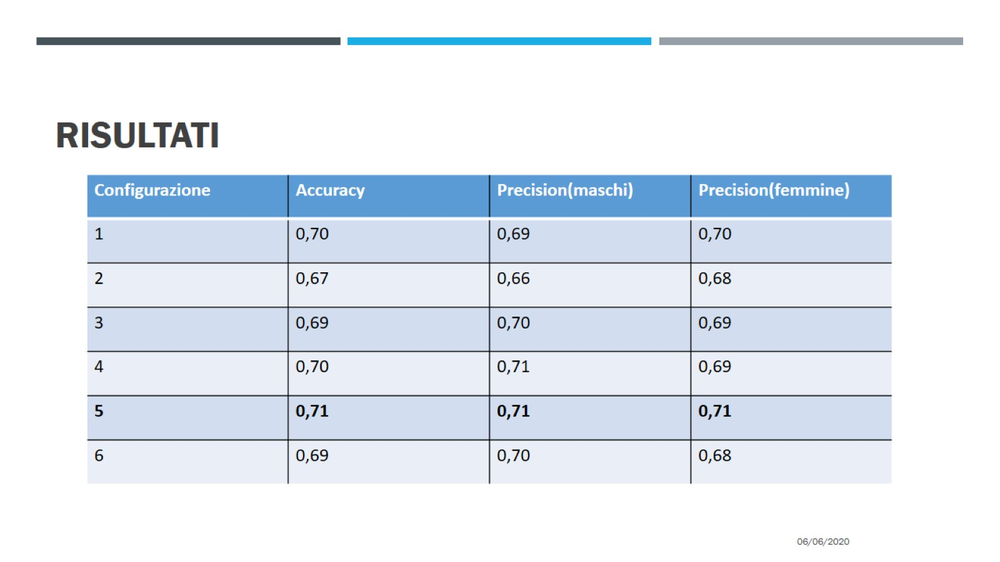 RISULTATI
Configurazione Accuracy Precision(maschi) Precision(femmine)
1 0,70 0,69 0,70
2 0,67 0,66 0,68
3 0,69 0,70 0,69
4 0,70 0,71 0,69
5 0,71 0,71 0,71
6 0,69 0,70 0,68
06/06/2020